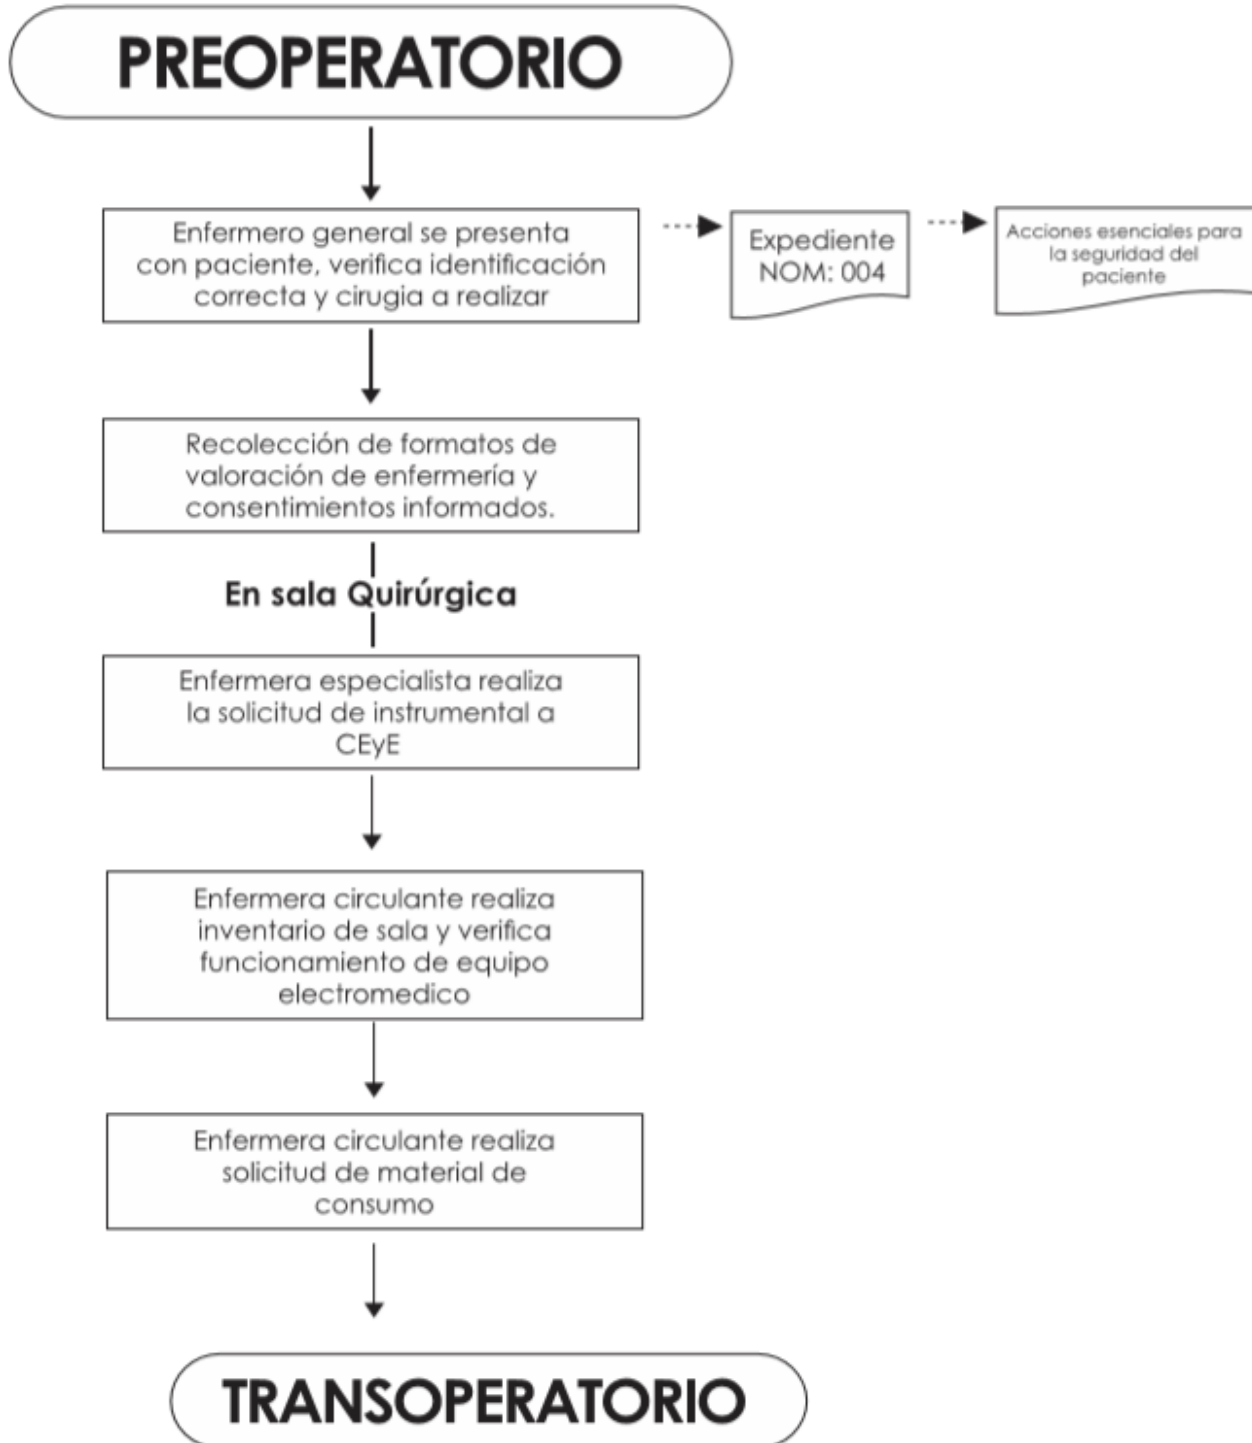 PREOPERATORIO
Enfermero general se presenta
con paciente, verifica identificación
correcta y cirugia a realizar
Expediente
NOM: 004
Acciones esenciales para
la seguridad del
paciente
Recolección de formatos de
valoración de enfermería y
consentimientos informados.
En sala Quirúrgica
Enfermera especialista realiza
la solicitud de instrumental a
CEyE
Enfermera circulante realiza
inventario de sala y verifica
funcionamiento de equipo
electromedico
Enfermera circulante realiza
solicitud de material de
consumo
TRANSOPERATORIO